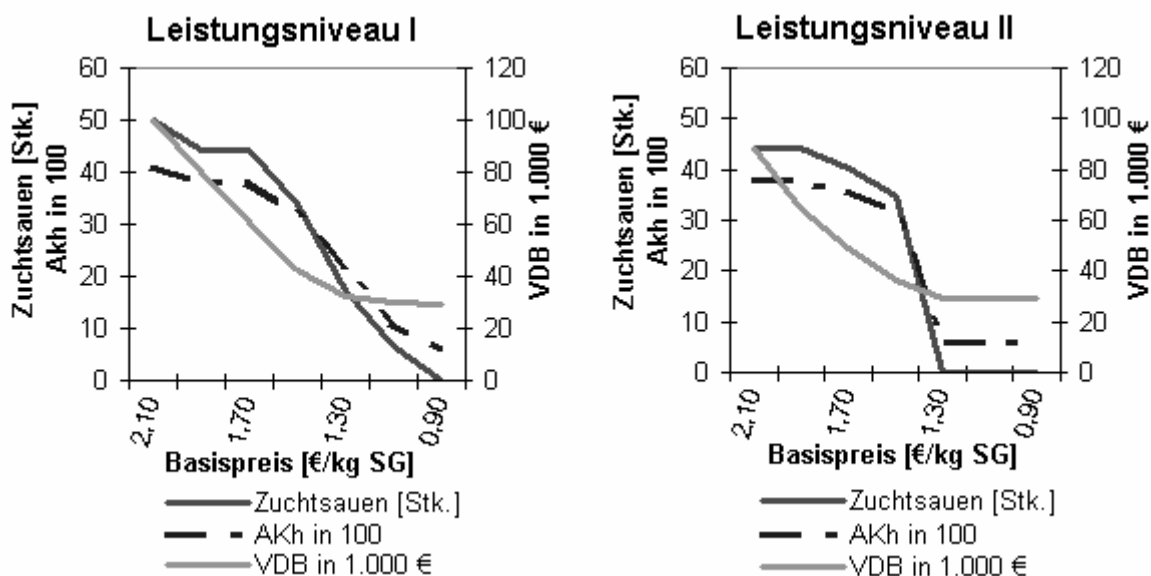 Leistungsniveau I
Zuchtsauen [Stk.]
Akh in 100
60
50
40
30
20
10
0
120
100
80
60
40
20
0
VDB in 1.000 €
2,10
1,70
1,30
0,90
Basispreis [€/kg SG]
Zuchtsauen [Stk.]
AKh in 100
VDB in 1.000 €
Leistungsniveau II
Zuchtsauen [Stk.]
Akh in 100
60
50
40
30
20
10
0
120
100
80
60
40
20
0
VDB in 1.000 €
2,10
1,70
1,30
0,90
Basispreis [€/kg SG]
Zuchtsauen [Stk.]
AKh in 100
VDB in 1.000 €